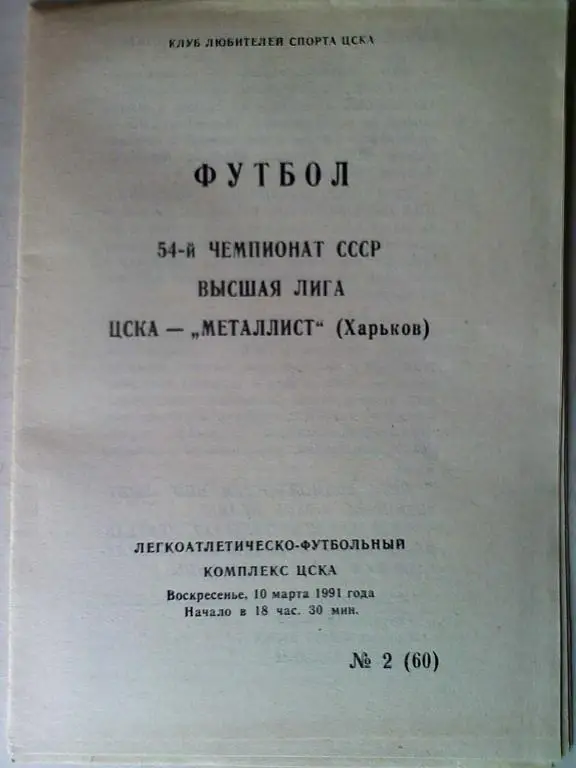 КЛУБ ЛЮБИТЕЛЕЙ СПОРТА ЦСКА
ФУТБОЛ
54-й ЧЕМПИОНАТ СССР
ВЫСШАЯ ЛИГА
ЦСКА — „МЕТАЛЛИСТ“ (Харьков)
ЛЕГКОАТЛЕТИЧЕСКО-ФУТБОЛЬНЫЙ
КОМПЛЕКС ЦСКА
Воскресенье, 10 марта 1991 года
Начало в 18 час. 30 мин.
№ 2 (60)